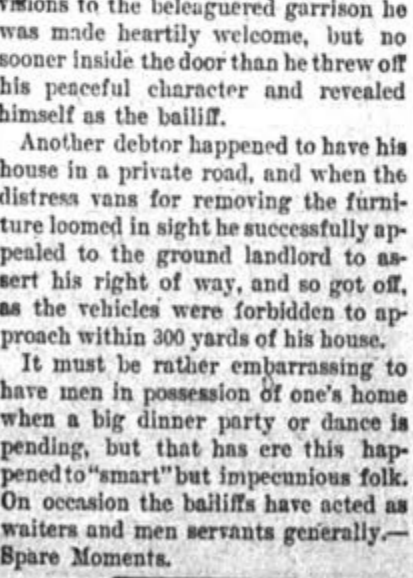 visions to the beleaguered garrison he
was made heartily welcome, but no
sooner inside the door than he threw off
his peaceful character and revealed
himself as the bailiff.
Another debtor happened to have his
house in a private road, and when the
distress vans for removing the furni-
ture loomed in sight he successfully ap-
pealed to the ground landlord to as-
sert his right of way, and so got off,
as the vehicles were forbidden to ap-
proach within 300 yards of his house.
It must be rather embarrassing to
have men in possession of one's home
when a big dinner party or dance is
pending, but that has ere this hap-
pened to "smart" but impecunious folk.
On occasion the bailiffs have acted as
waiters and men servants generally.—
Spare Moments.